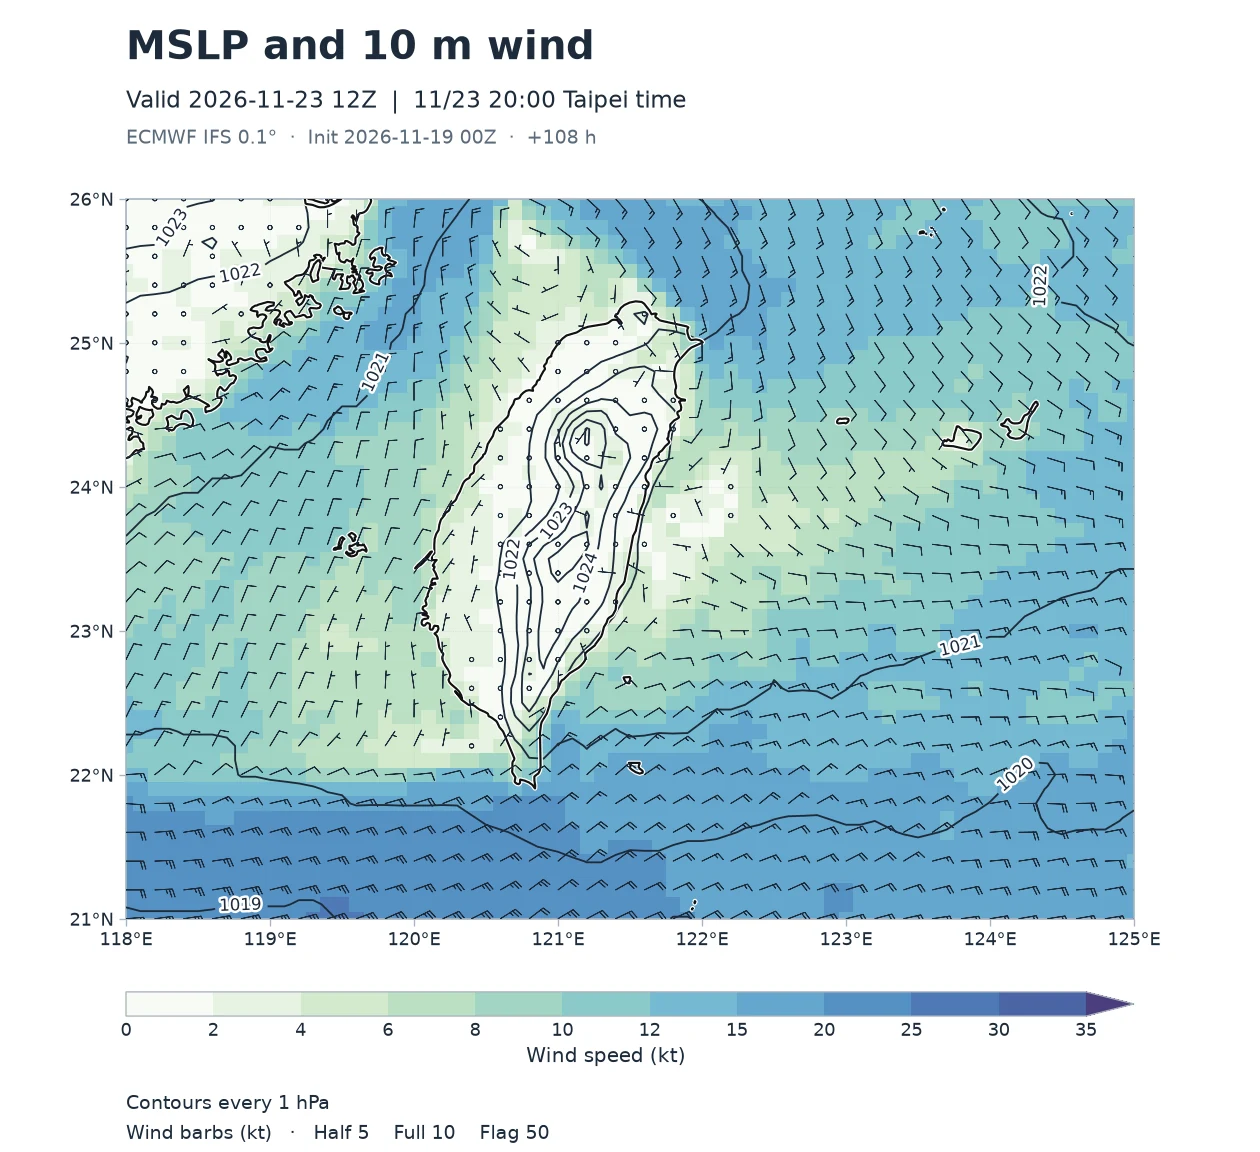 MSLP and 10 m wind
Valid 2026-11-23 12Z | 11/23 20:00 Taipei time
ECMWF IFS 0.1° · Init 2026-11-19 00Z · +108 h
26°N
25°N
24°N
23°N
22°N
21°N
1023
1022
1022
1021
1023
1022
1024
1021
1020
1019
118°E 119°E 120°E 121°E 122°E 123°E 124°E 125°E
0 2 4 6 8 10 12 15 20 25 30 35
Wind speed (kt)
Contours every 1 hPa
Wind barbs (kt) · Half 5 Full 10 Flag 50